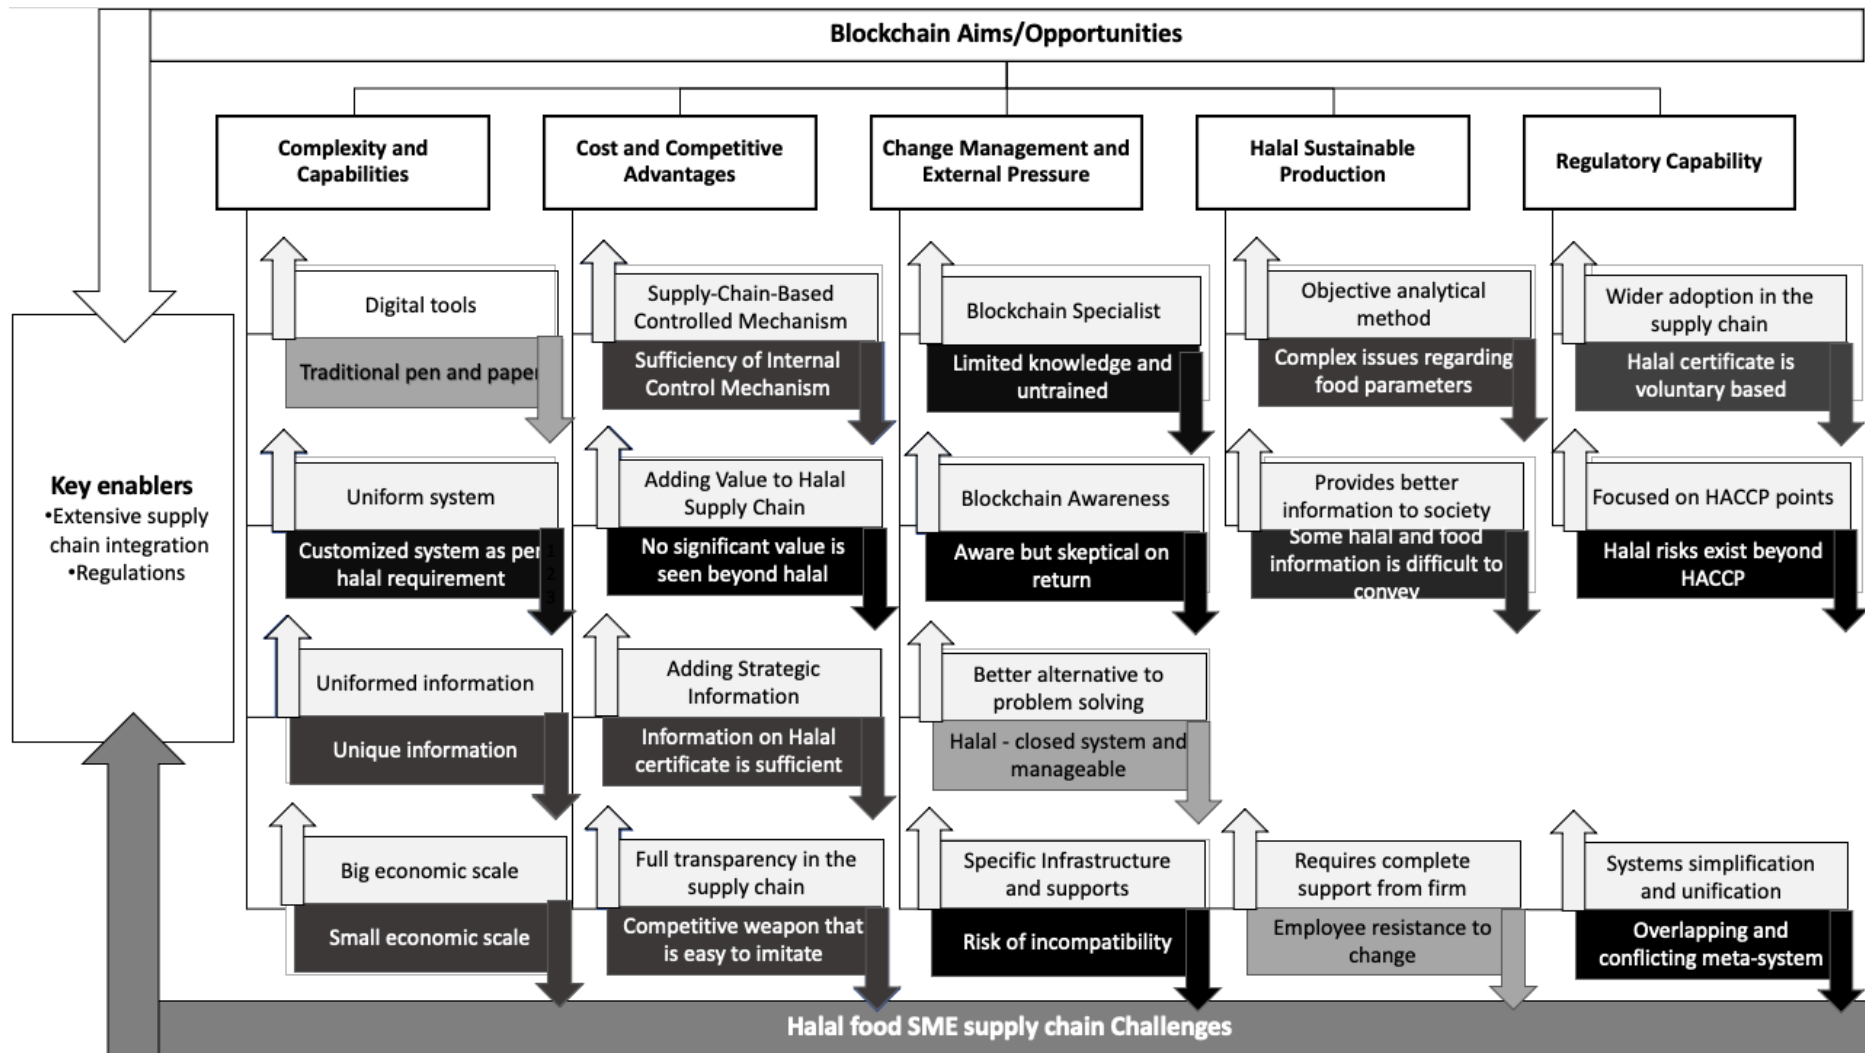 Blockchain Aims/Opportunities
Complexity and
Capabilities
Cost and Competitive
Advantages
Change Management and
External Pressure
Halal Sustainable
Production
Regulatory Capability
Key enablers
•Extensive supply
chain integration
•Regulations
Digital tools
Traditional pen and paper
Uniform system
Customized system as per
halal requirement
1
2
3
Uniformed information
Unique information
Big economic scale
Small economic scale
Supply-Chain-Based
Controlled Mechanism
Sufficiency of Internal
Control Mechanism
Adding Value to Halal
Supply Chain
No significant value is
seen beyond halal
Adding Strategic
Information
Information on Halal
certificate is sufficient
Full transparency in the
supply chain
Competitive weapon that
is easy to imitate
Blockchain Specialist
Limited knowledge and
untrained
Blockchain Awareness
Aware but skeptical on
return
Better alternative to
problem solving
Halal - closed system and
manageable
Specific Infrastructure
and supports
Risk of incompatibility
Objective analytical
method
Complex issues regarding
food parameters
Provides better
information to society
Some halal and food
information is difficult to
convey
Requires complete
support from firm
Employee resistance to
change
Wider adoption in the
supply chain
Halal certificate is
voluntary based
Focused on HACCP points
Halal risks exist beyond
HACCP
Systems simplification
and unification
Overlapping and
conflicting meta-system
Halal food SME supply chain Challenges